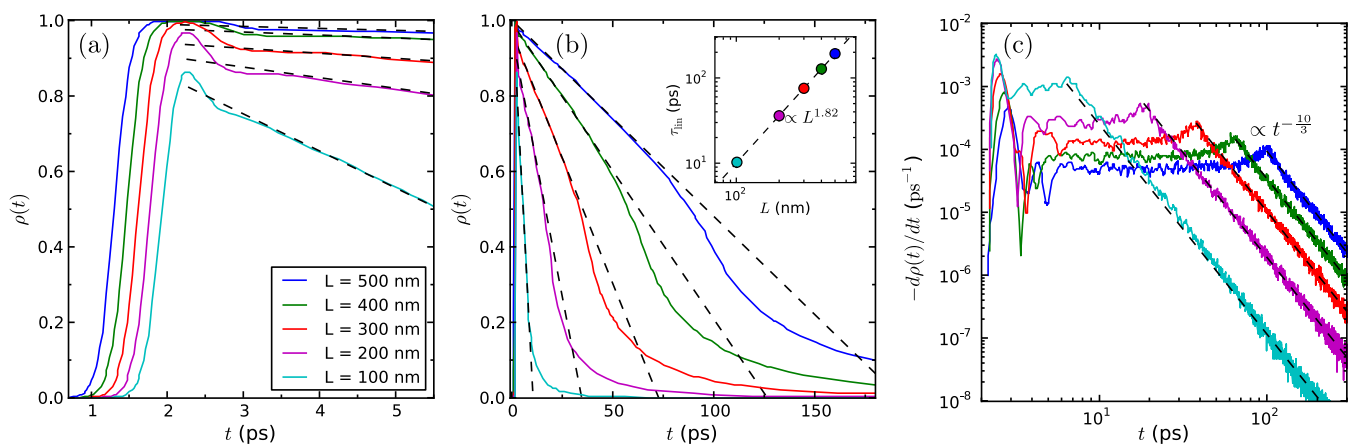 (a)
ρ(t)
1.0
0.8
0.6
0.4
0.2
0.0
1 2 3 4 5
t (ps)
L = 500 nm
L = 400 nm
L = 300 nm
L = 200 nm
L = 100 nm
(b)
ρ(t)
1.0
0.8
0.6
0.4
0.2
0.0
0 50 100 150
t (ps)
τ_lin (ps)
10^2
10^1
10^2
L (nm)
∝ L^1.82
(c)
−dρ(t)/dt (ps^−1)
10^-2
10^-3
10^-4
10^-5
10^-6
10^-7
10^-8
10^1 10^2
t (ps)
∝ t^−10/3